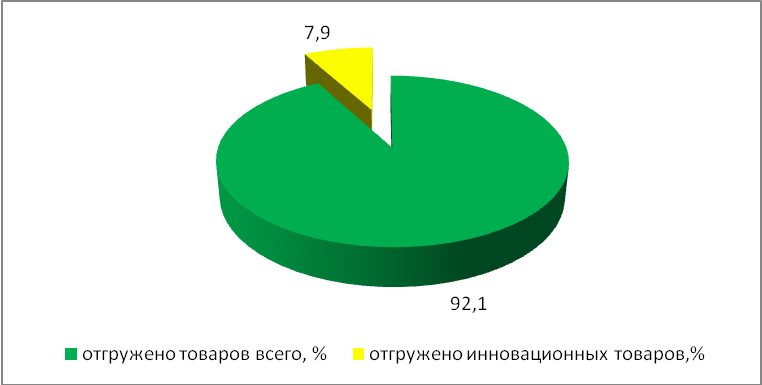 7,9
92,1
отгружено товаров всего, %
отгружено инновационных товаров,%